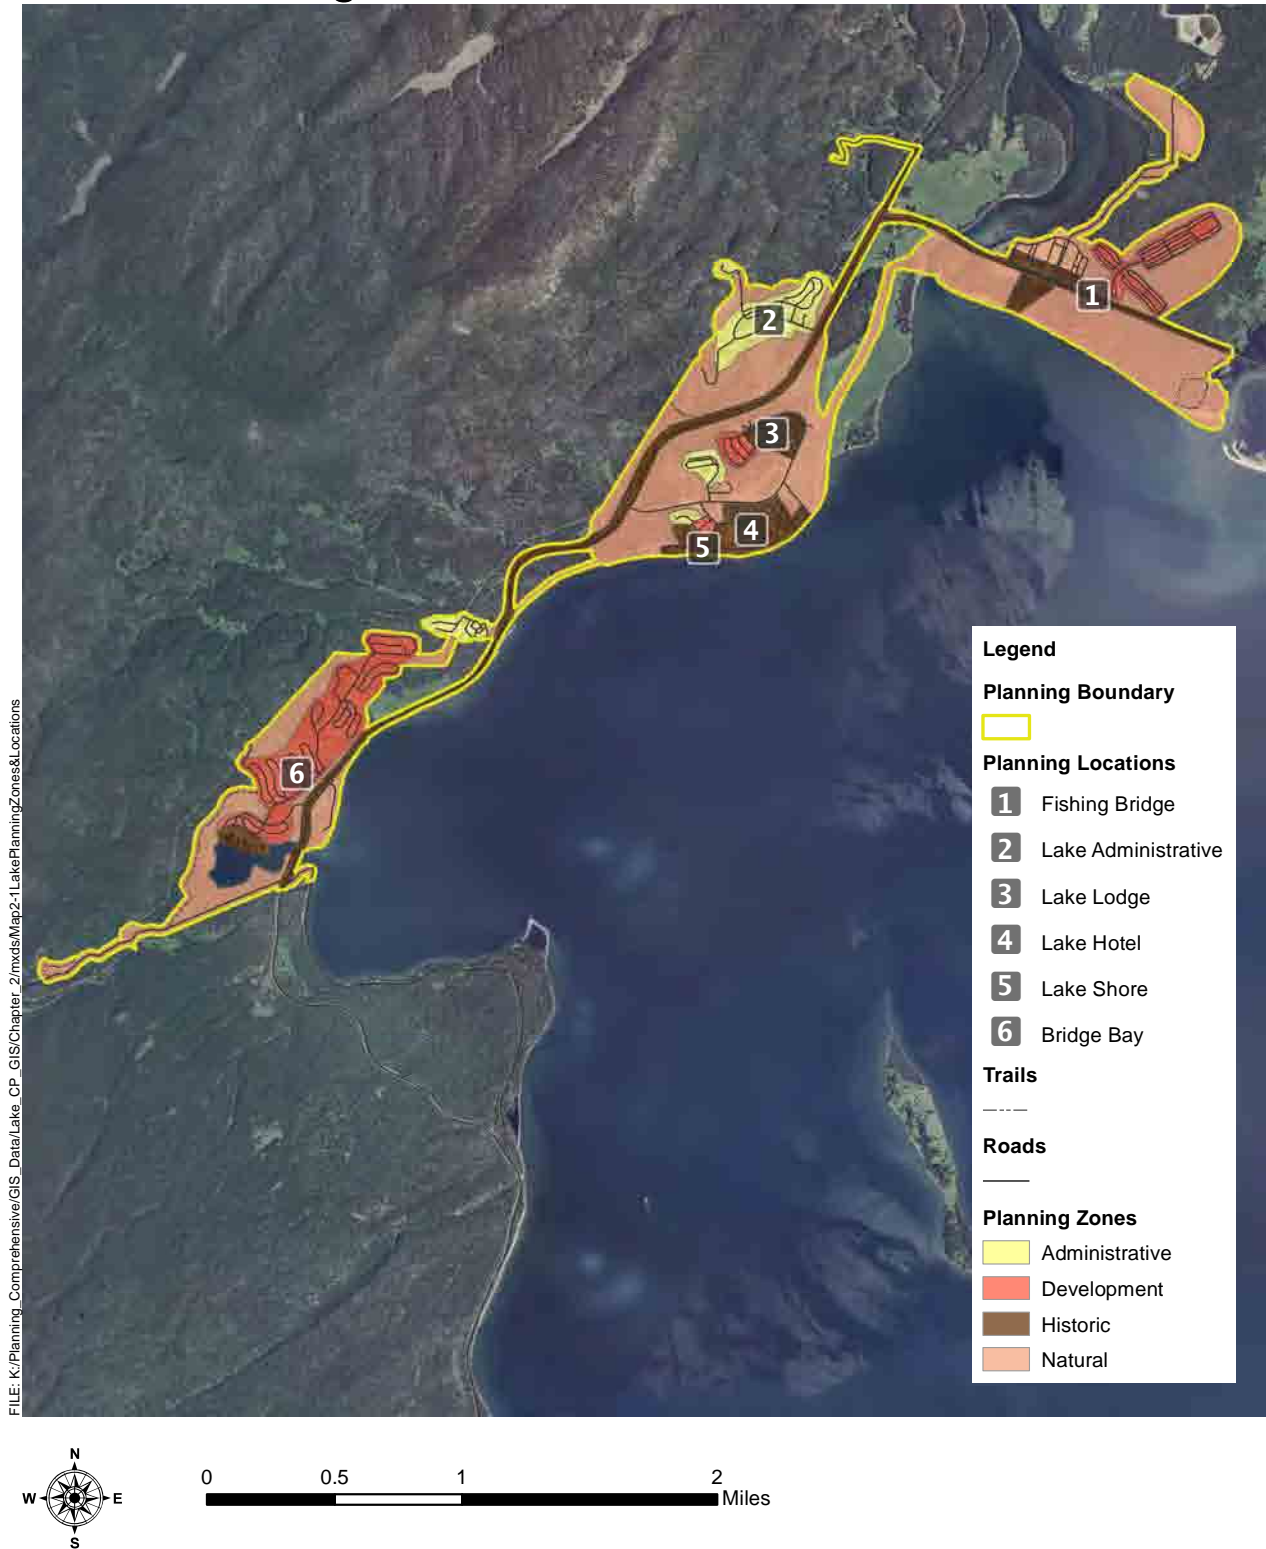 1
2
3
4
5
6
Legend
Planning Boundary
Planning Locations
1 Fishing Bridge
2 Lake Administrative
3 Lake Lodge
4 Lake Hotel
5 Lake Shore
6 Bridge Bay
Trails
Roads
Planning Zones
Administrative
Development
Historic
Natural
FILE: K:/Planning_Comprehensive/GIS_Data/Lake_CP_GIS/Chapter_2/mxds/Map2-1LakePlanningZones&Locations
N
W E
S
0 0.5 1 2
Miles